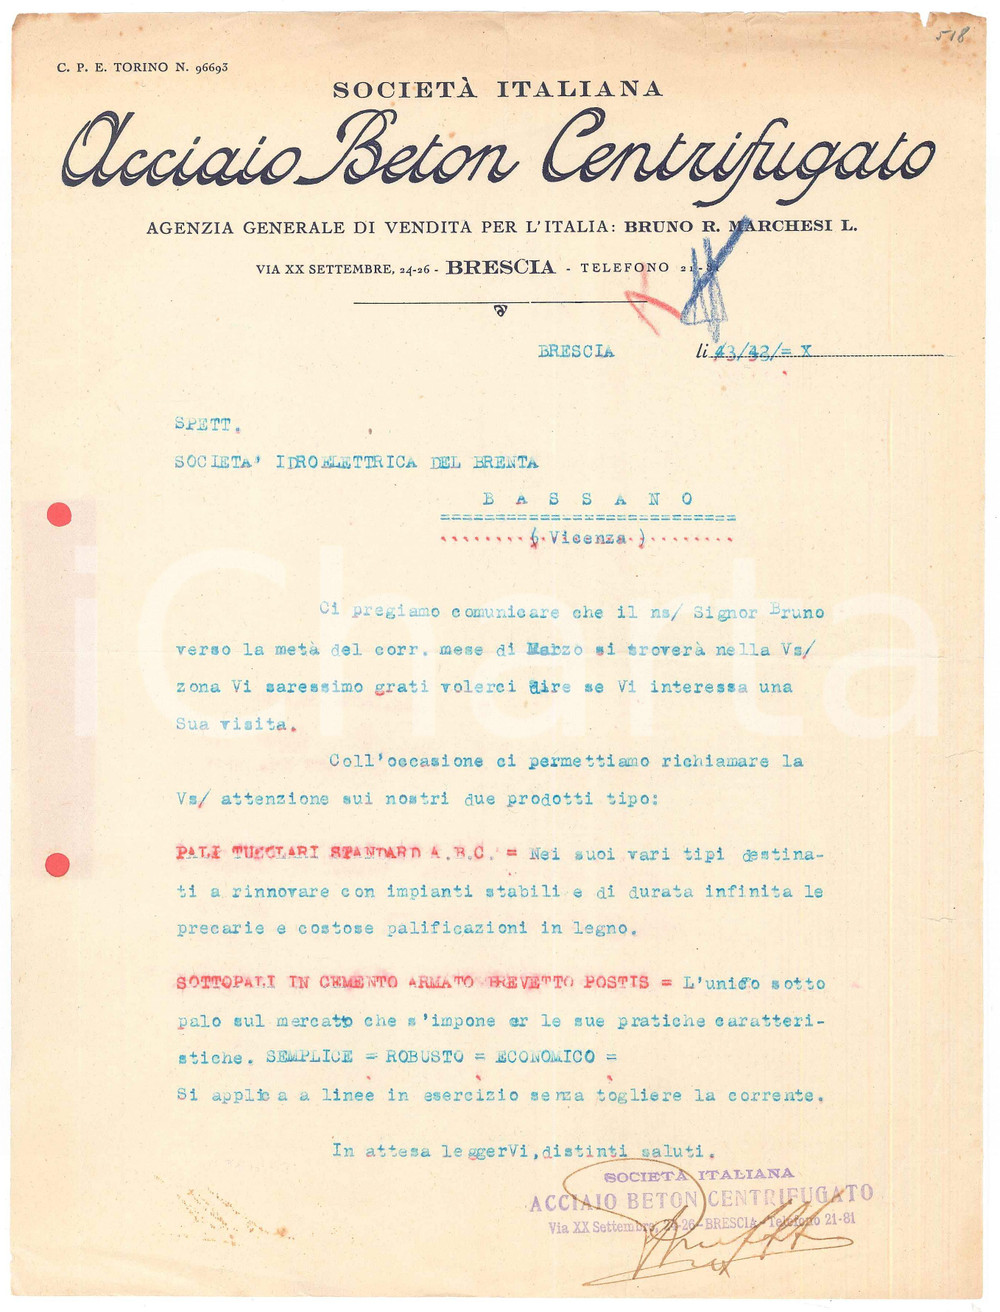 518
C. P. E. TORINO N. 96693
SOCIETÀ ITALIANA
Acciaio Beton Centrifugato
AGENZIA GENERALE DI VENDITA PER L'ITALIA: BRUNO R. MARCHESI L.
VIA XX SETTEMBRE, 24-26 - BRESCIA - TELEFONO 21-81
BRESCIA li
SPETT.
SOCIETA' IDROELETTRICA DEL BRENTA
B A S S A N O
==========================
........(.Vicenza.)........
Ci pregiamo comunicare che il ns/ Signor Bruno
verso la metà del corr. mese di Marzo si troverà nella Vs/
zona Vi saressimo grati volerci dire se Vi interessa una
Sua visita.
Coll'occasione ci permettiamo richiamare la
Vs/ attenzione sui nostri due prodotti tipo:
PALI TUBOLARI STANDARD A.B.C. = Nei suoi vari tipi destina-
ti a rinnovare con impianti stabili e di durata infinita le
precarie e costose palificazioni in legno.
SOTTOPALI IN CEMENTO ARMATO BREVETTO POSTIS = L'unico sotto
palo sul mercato che s'impone er le sue pratiche caratteri-
stiche. SEMPLICE = ROBUSTO = ECONOMICO =
Si applica a linee in esercizio senza togliere la corrente.
In attesa leggerVi,distinti saluti.
SOCIETÀ ITALIANA
ACCIAIO BETON CENTRIFUGATO
Via XX Settembre, 24-26 - BRESCIA - Telefono 21-81
iCharta